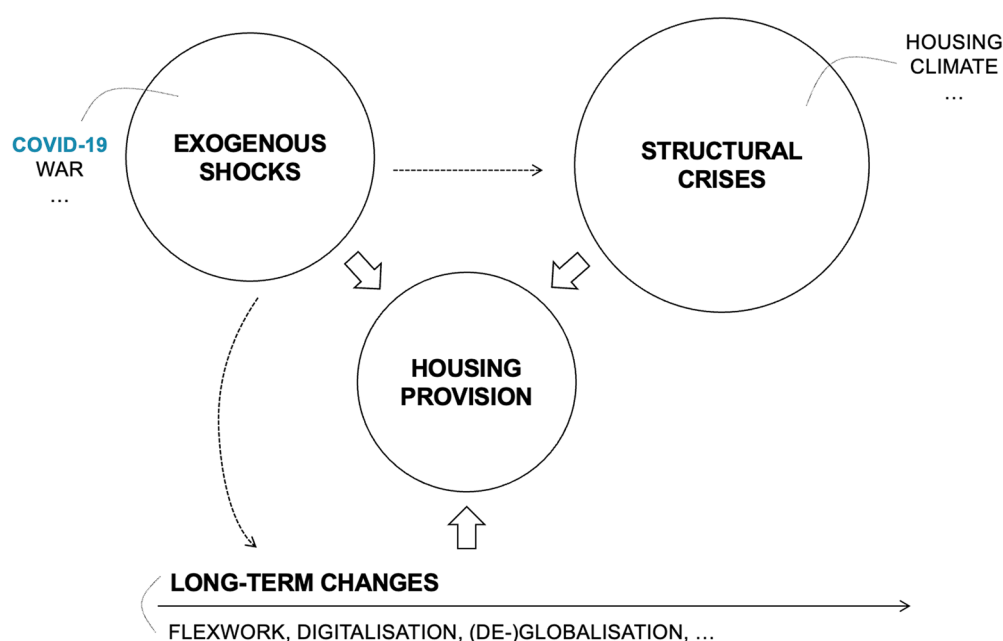 HOUSING
CLIMATE
...
COVID-19
WAR
...
EXOGENOUS
SHOCKS
STRUCTURAL
CRISES
HOUSING
PROVISION
LONG-TERM CHANGES
FLEXWORK, DIGITALISATION, (DE-)GLOBALISATION, ...